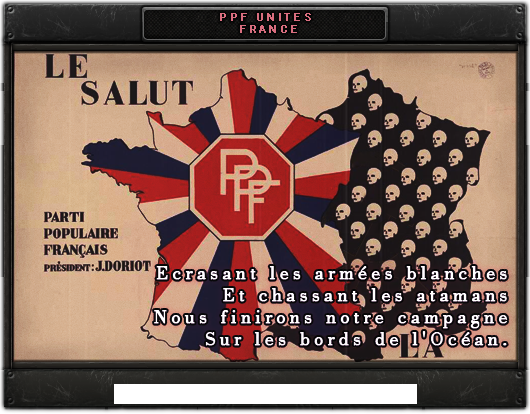 PPF UNITES
FRANCE
LE
SALUT
PPF
PARTI
POPULAIRE
FRANÇAIS
PRÉSIDENT: J.DORIOT
Ecrasant les armées blanches
Et chassant les atamans
Nous finirons notre campagne
Sur les bords de l'Océan.
LA